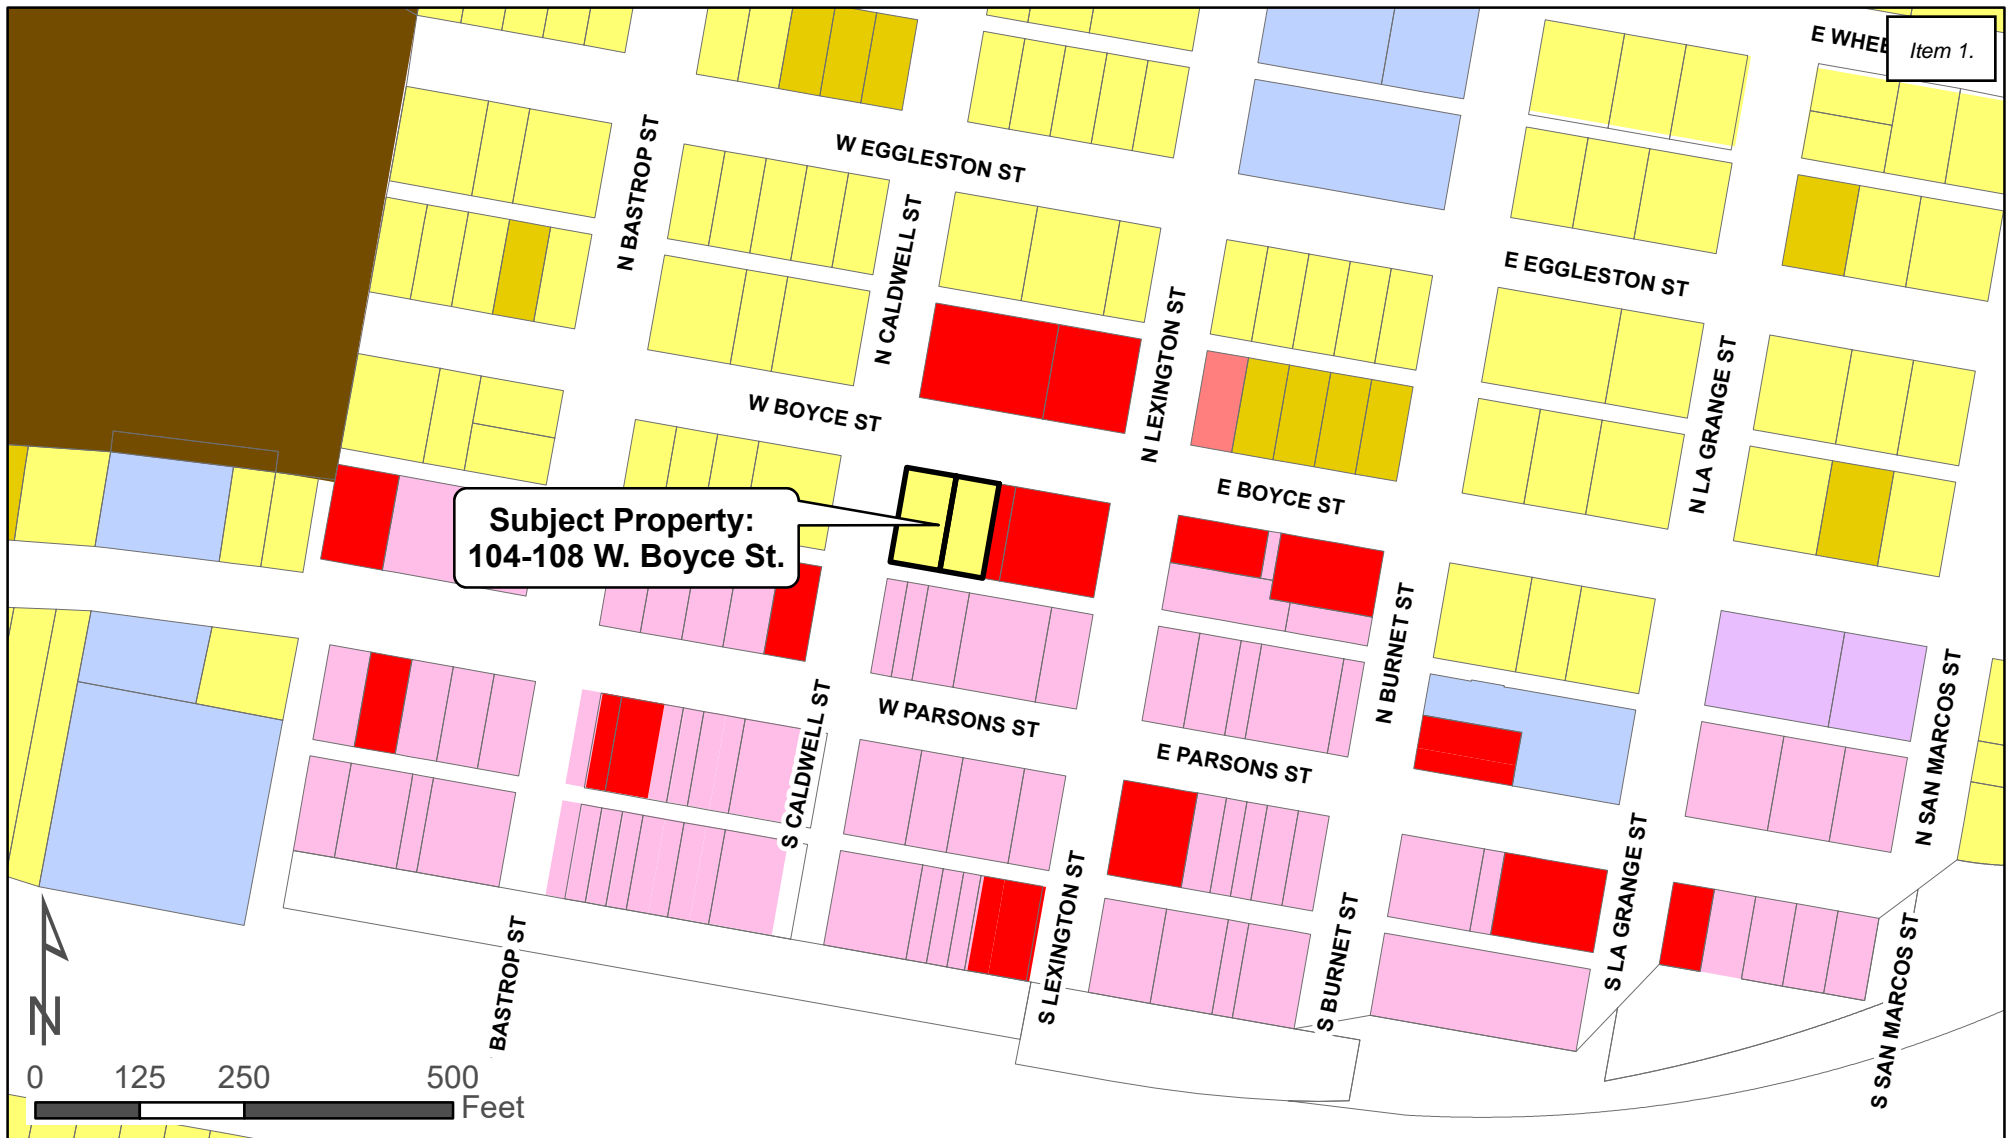 E WHEE
Item 1.
W EGGLESTON ST
N BASTROP ST
N CALDWELL ST
E EGGLESTON ST
N LEXINGTON ST
N LA GRANGE ST
W BOYCE ST
E BOYCE ST
Subject Property:
104-108 W. Boyce St.
N BURNET ST
N SAN MARCOS ST
W PARSONS ST
S CALDWELL ST
E PARSONS ST
S LA GRANGE ST
S LEXINGTON ST
S BURNET ST
BASTROP ST
S SAN MARCOS ST
N
0 125 250 500
Feet